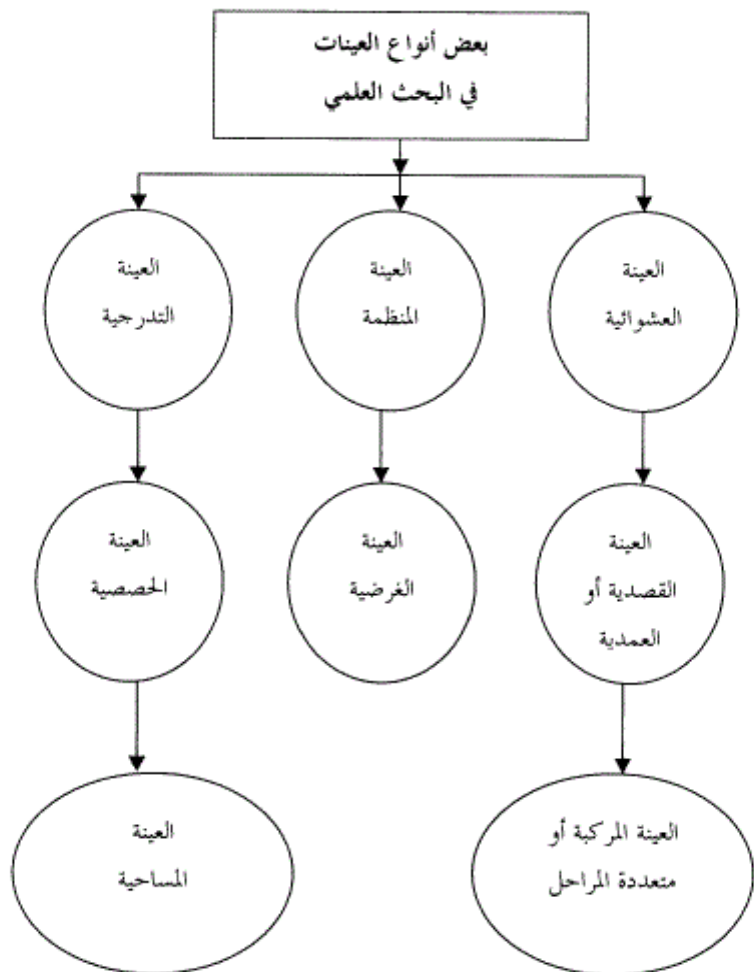 بعض أنواع العينات
في البحث العلمي
العينة
العشوائية
العينة
المنظمة
العينة
التدرجية
العينة
القصدية أو
العمدية
العينة
الغرضية
العينة
الحصصية
العينة المركبة أو
متعددة المراحل
العينة
المساحية